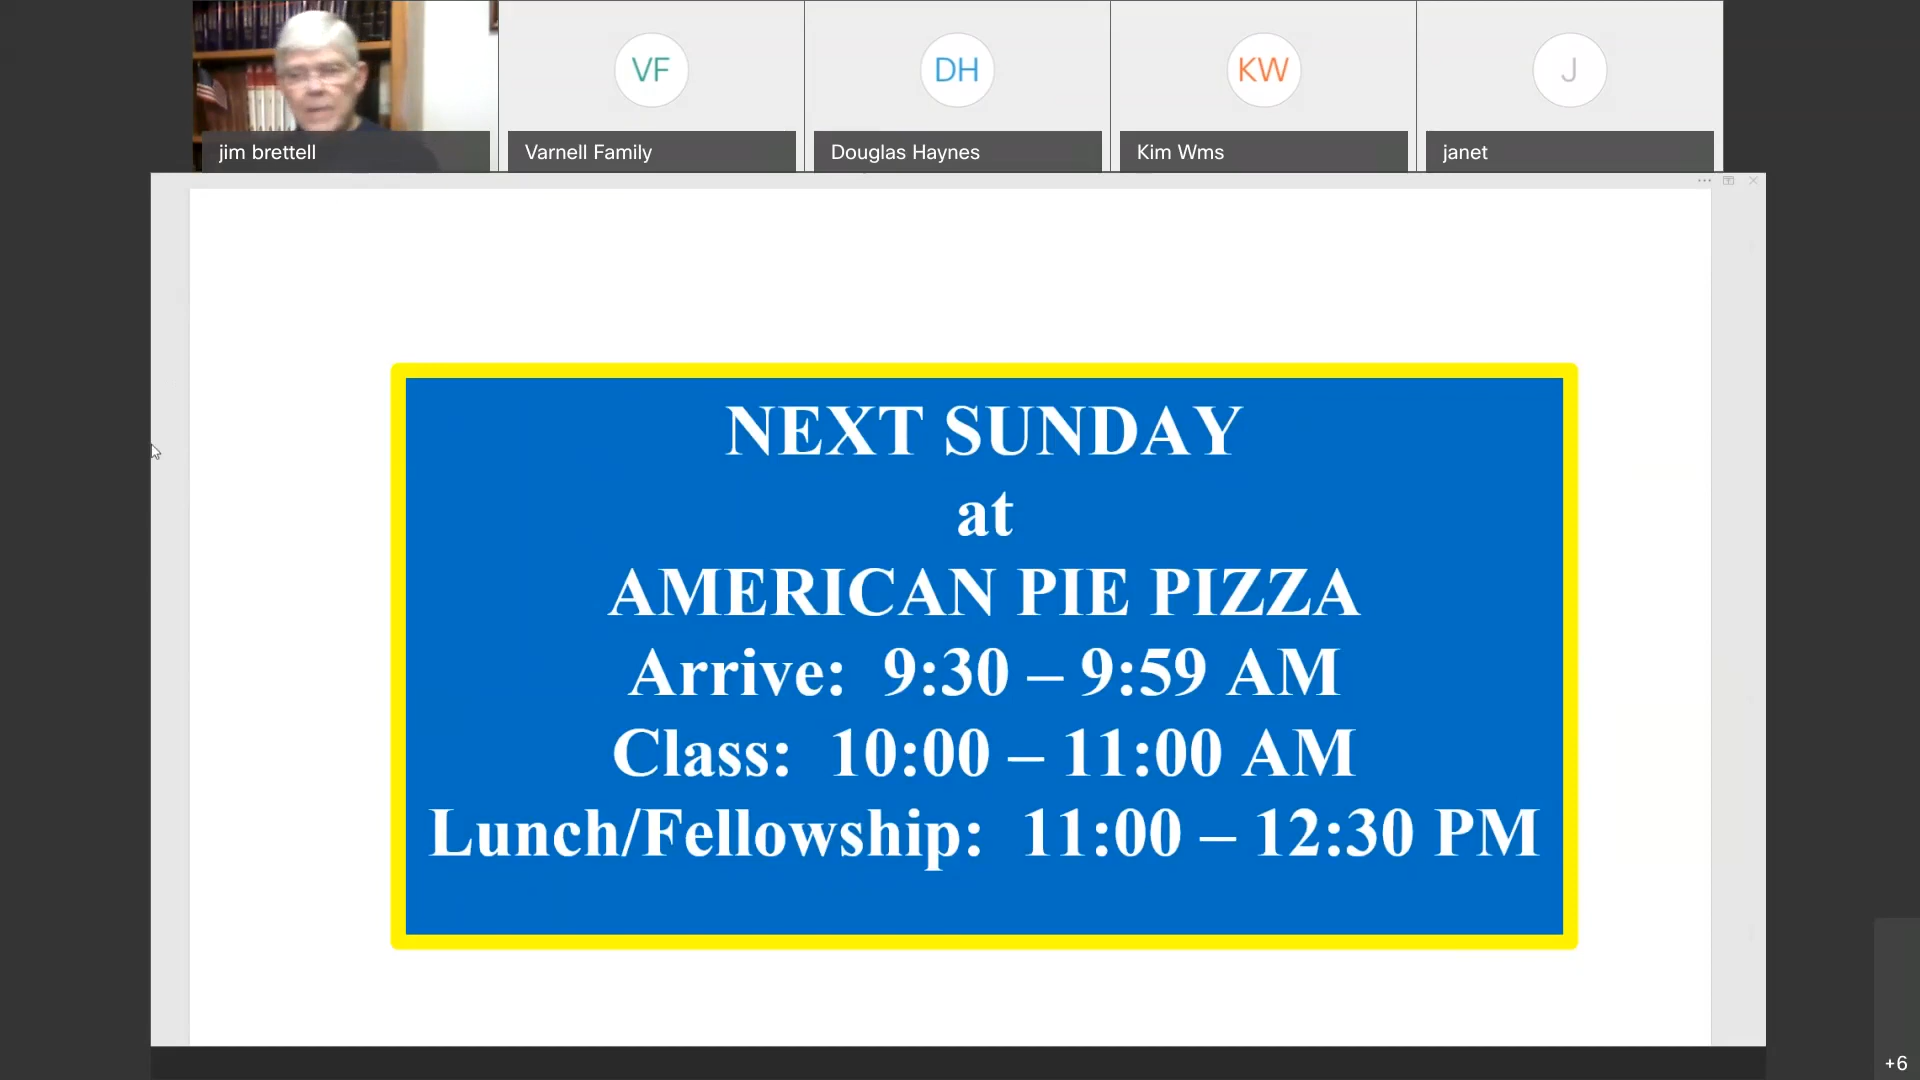 VF
DH
KW
J
jim brettell
Varnell Family
Douglas Haynes
Kim Wms
janet
NEXT SUNDAY
at
AMERICAN PIE PIZZA
Arrive: 9:30 – 9:59 AM
Class: 10:00 – 11:00 AM
Lunch/Fellowship: 11:00 – 12:30 PM
+6